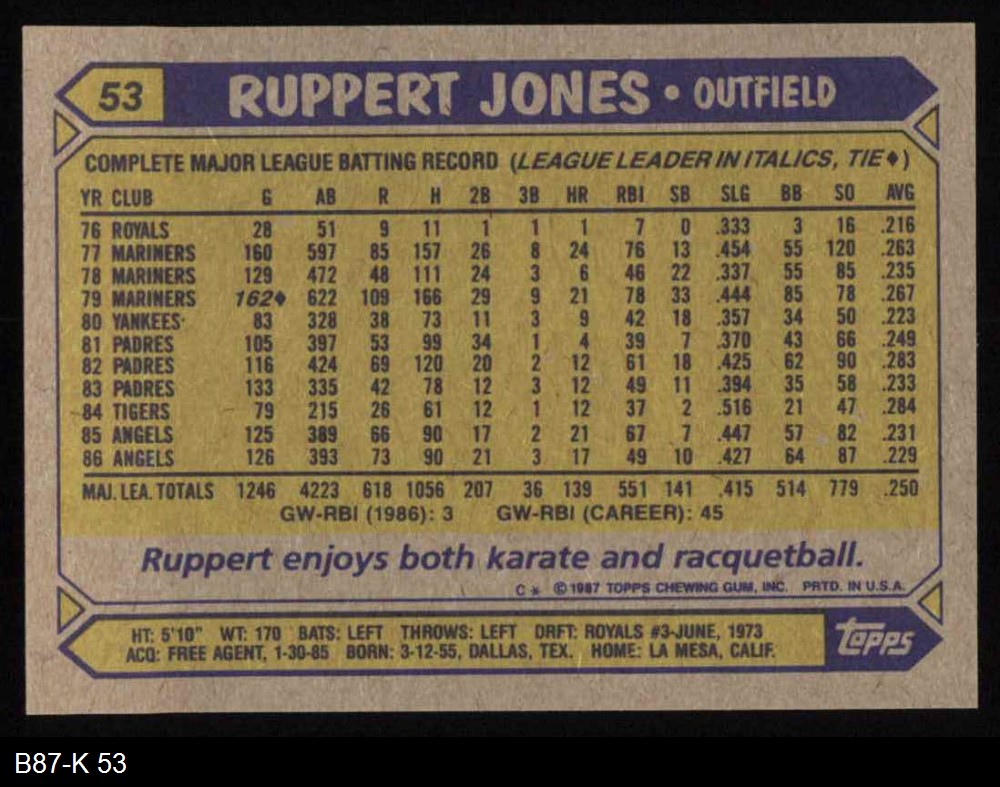 53 RUPPERT JONES • OUTFIELD
COMPLETE MAJOR LEAGUE BATTING RECORD (LEAGUE LEADER IN ITALICS, TIE♦)
YR CLUB G AB R H 2B 3B HR RBI SB SLG BB SO AVG
76 ROYALS 28 51 9 11 1 1 1 7 0 .333 3 16 .216
77 MARINERS 160 597 85 157 26 8 24 76 13 .454 55 120 .263
78 MARINERS 129 472 48 111 24 3 6 46 22 .337 55 85 .235
79 MARINERS 162♦ 622 109 166 29 9 21 78 33 .444 85 78 .267
80 YANKEES 83 328 38 73 11 3 9 42 18 .357 34 50 .223
81 PADRES 105 397 53 99 34 1 4 39 7 .370 43 66 .249
82 PADRES 116 424 69 120 20 2 12 61 18 .425 62 90 .283
83 PADRES 133 335 42 78 12 3 12 49 11 .394 35 58 .233
84 TIGERS 79 215 26 61 12 1 12 37 2 .516 21 47 .284
85 ANGELS 125 389 66 90 17 2 21 67 7 .447 57 82 .231
86 ANGELS 126 393 73 90 21 3 17 49 10 .427 64 87 .229
MAJ. LEA. TOTALS 1246 4223 618 1056 207 36 139 551 141 .415 514 779 .250
GW-RBI (1986): 3 GW-RBI (CAREER): 45
Ruppert enjoys both karate and racquetball.
C * © 1987 TOPPS CHEWING GUM, INC. PRTD. IN U.S.A.
HT: 5'10" WT: 170 BATS: LEFT THROWS: LEFT DRFT: ROYALS #3-JUNE, 1973
ACQ: FREE AGENT, 1-30-85 BORN: 3-12-55, DALLAS, TEX. HOME: LA MESA, CALIF.
Topps
B87-K 53